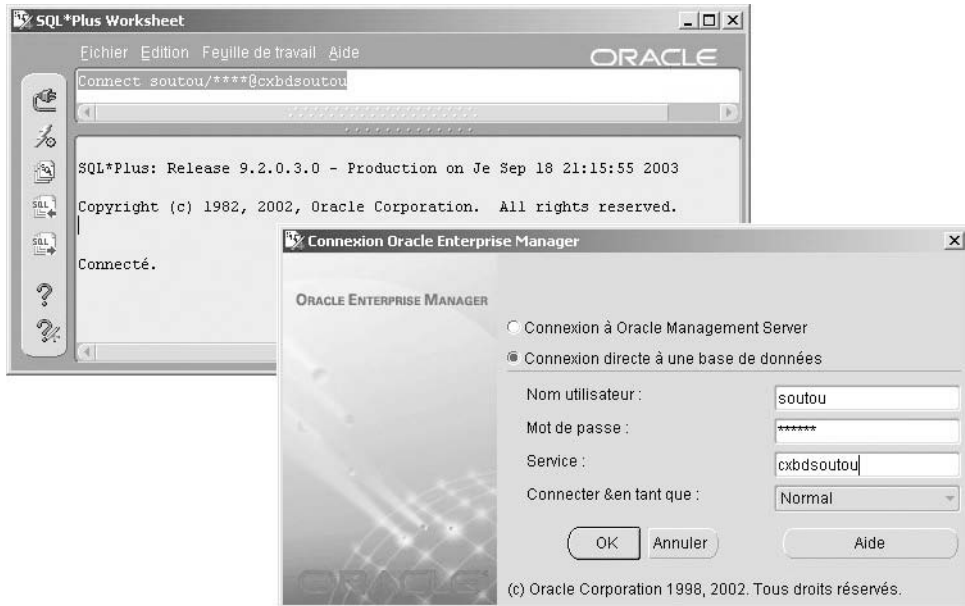 SQL*Plus Worksheet
Fichier Edition Feuille de travail Aide
ORACLE
Connect soutou/****@cxbdsoutou
SQL*Plus: Release 9.2.0.3.0 - Production on Je Sep 18 21:15:55 2003
Copyright (c) 1982, 2002, Oracle Corporation. All rights reserved.
Connecté.
SQL
SQL
Connexion Oracle Enterprise Manager
ORACLE ENTERPRISE MANAGER
Connexion à Oracle Management Server
Connexion directe à une base de données
Nom utilisateur : soutou
Mot de passe : ******
Service : cxbdsoutou
Connecter &en tant que : Normal
OK Annuler Aide
ORACLE
(c) Oracle Corporation 1998, 2002. Tous droits réservés.